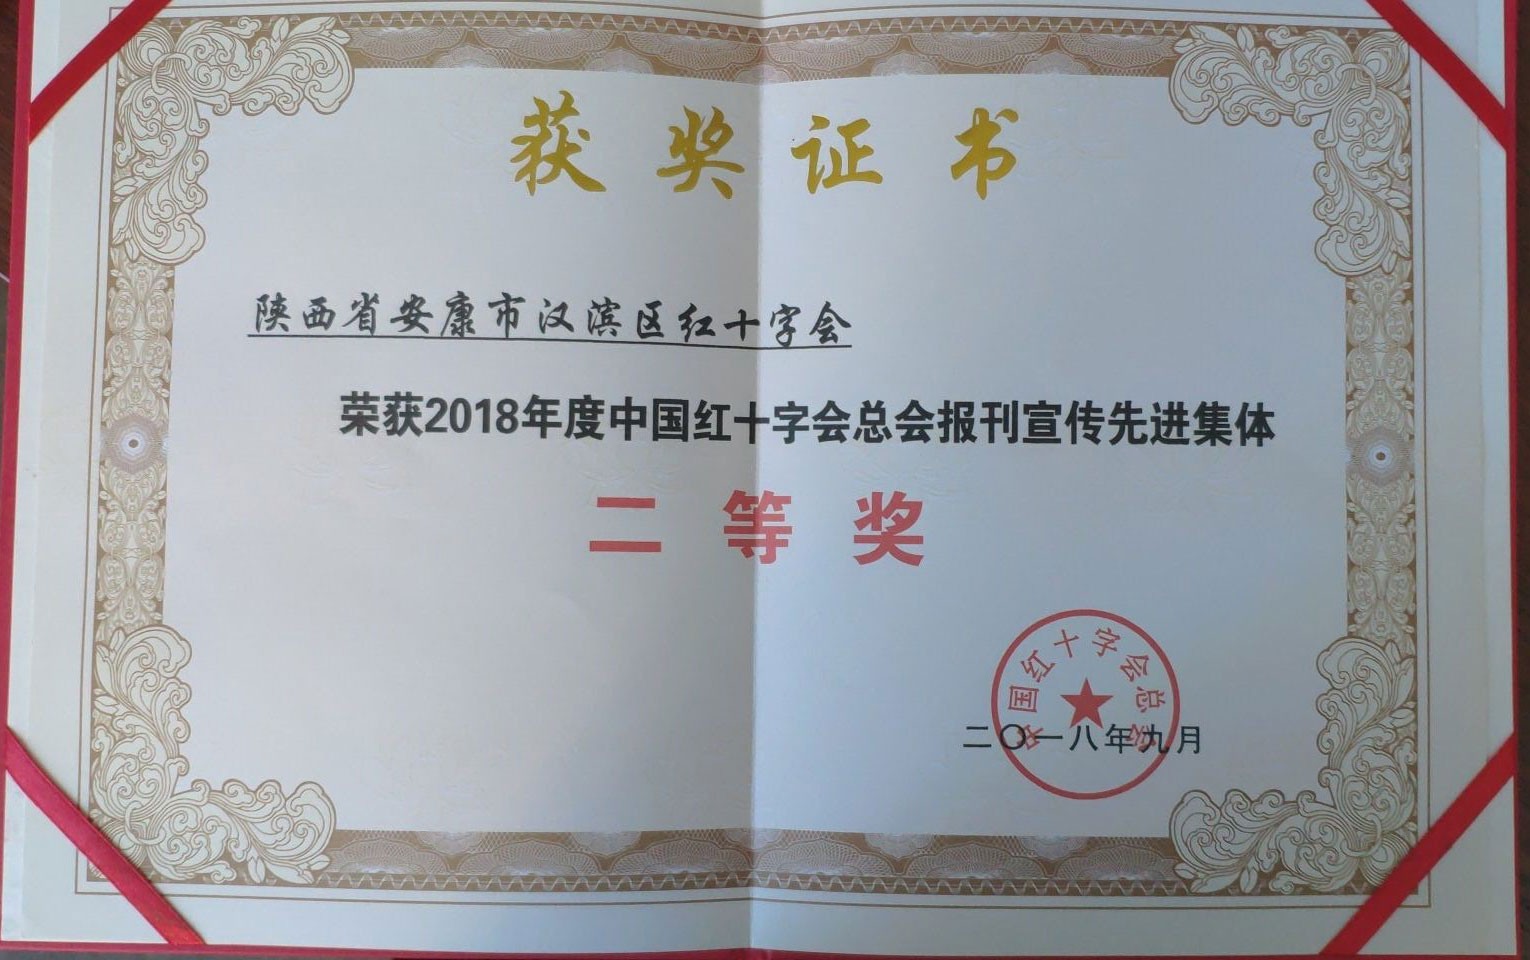 获奖证书
陕西省安康市汉滨区红十字会
荣获2018年度中国红十字会总会报刊宣传先进集体
二等奖
中国红十字会总会
二〇一八年九月